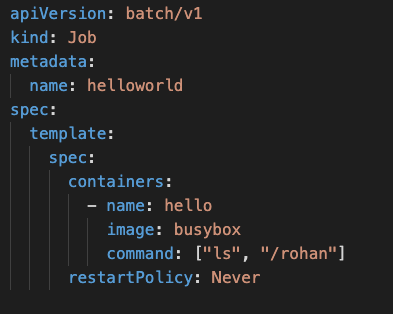 apiVersion: batch/v1
kind: Job
metadata:
  name: helloworld
spec:
  template:
    spec:
      containers:
        - name: hello
          image: busybox
          command: ["ls", "/rohan"]
      restartPolicy: Never